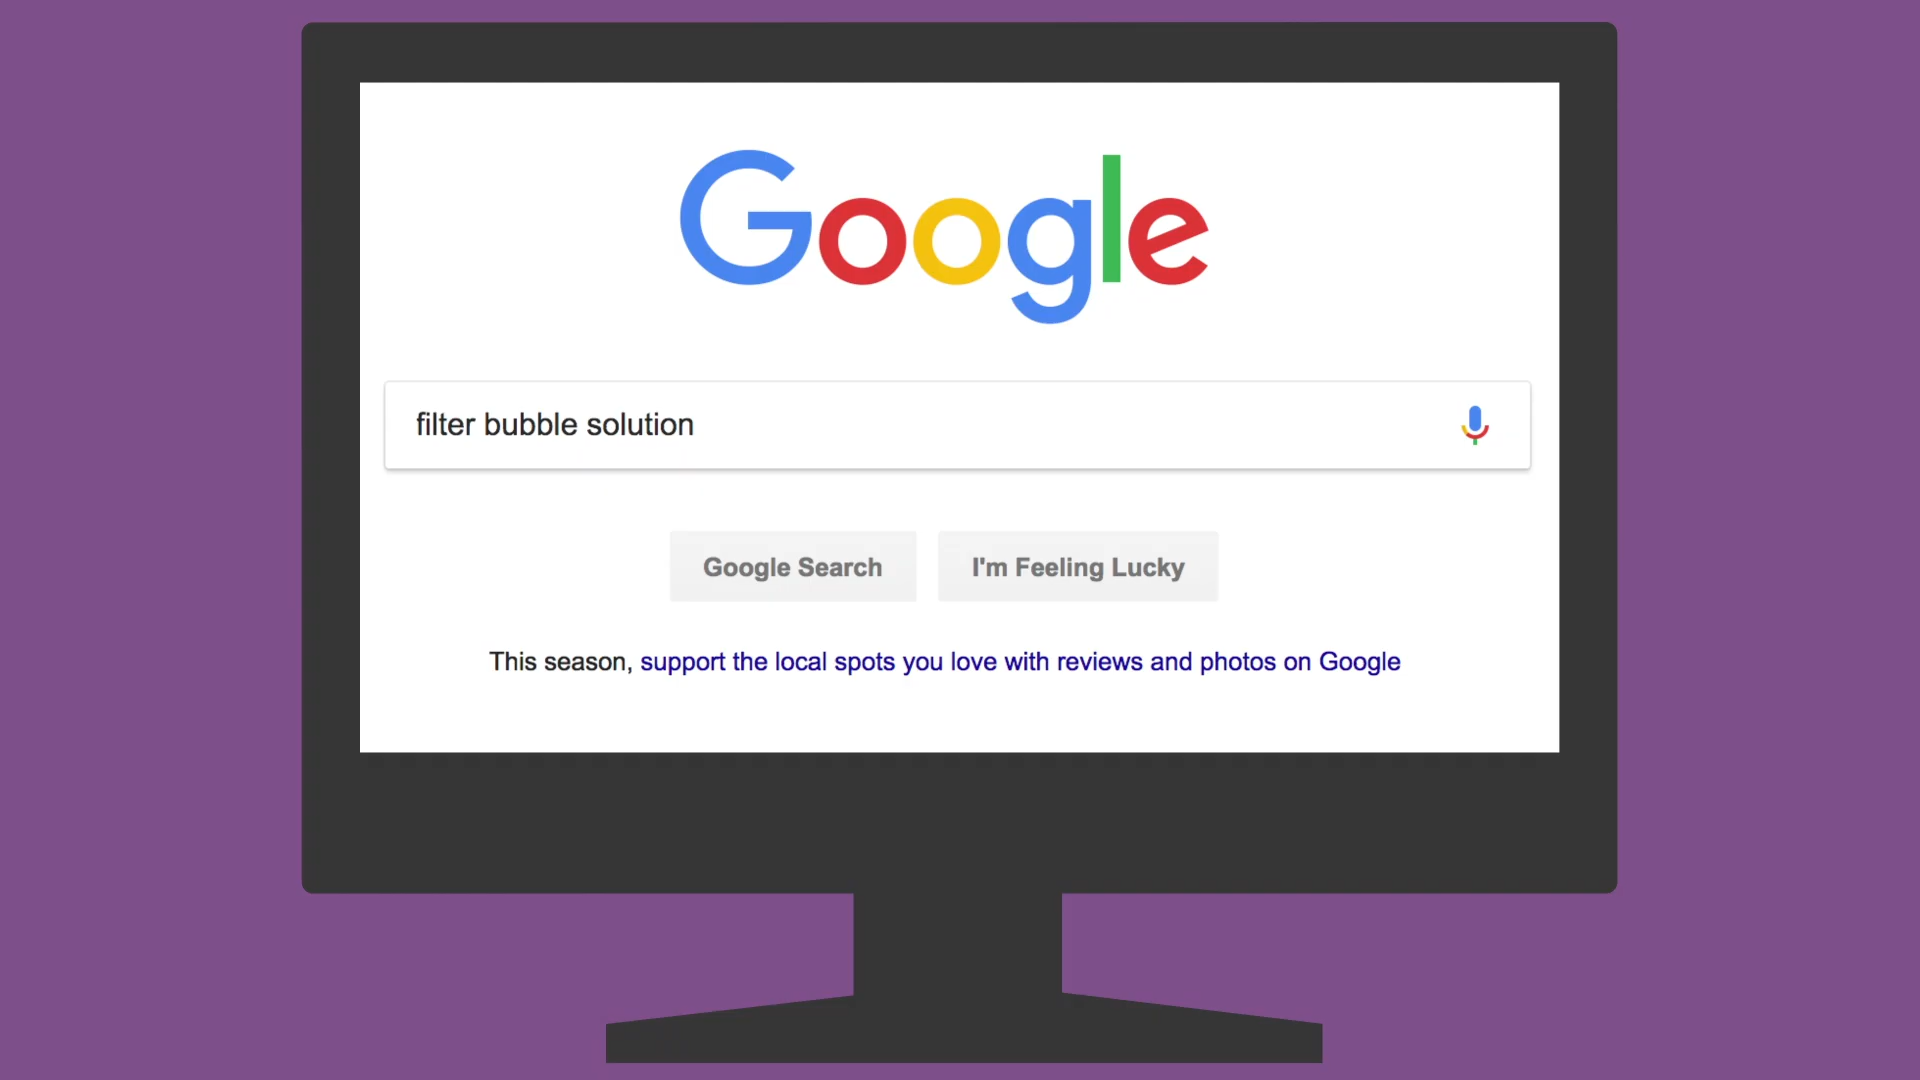 Google
filter bubble solution
Google Search
I'm Feeling Lucky
This season, support the local spots you love with reviews and photos on Google